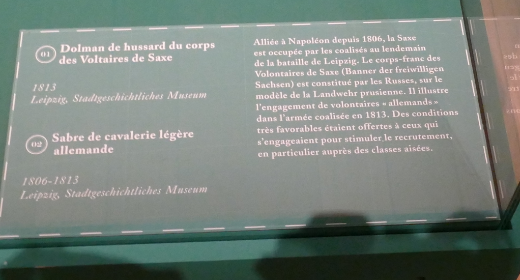 01 Dolman de hussard du corps
des Voltaires de Saxe
1813
Leipzig, Stadtgeschichtliches Museum
02 Sabre de cavalerie légère
allemande
1806-1813
Leipzig, Stadtgeschichtliches Museum
Alliée à Napoléon depuis 1806, la Saxe
est occupée par les coalisés au lendemain
de la bataille de Leipzig. Le corps-franc des
Volontaires de Saxe (Banner der freiwilligen
Sachsen) est constitué par les Russes, sur le
modèle de la Landwehr prusienne. Il illustre
l'engagement de volontaires « allemands »
dans l'armée coalisée en 1813. Des conditions
très favorables étaient offertes à ceux qui
s'engageaient pour stimuler le recrutement,
en particulier auprès des classes aisées.